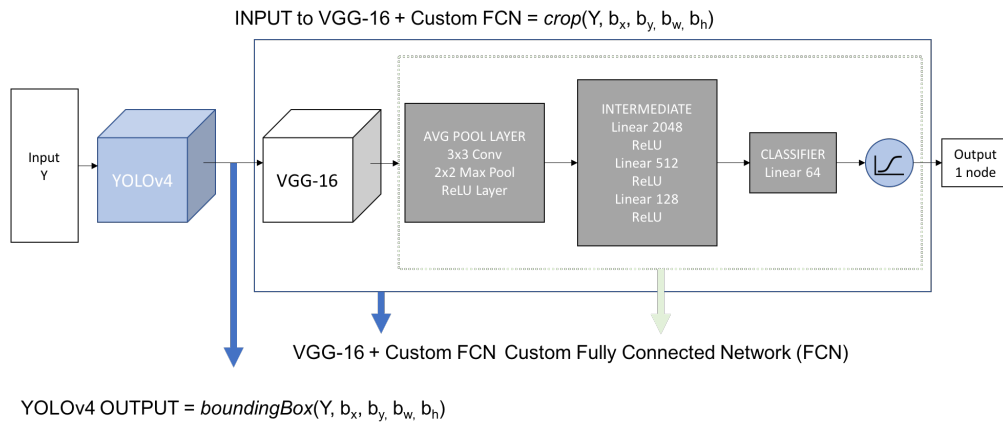 INPUT to VGG-16 + Custom FCN = crop(Y, bx, by, bw, bh)
Input
Y
YOLOv4
VGG-16
AVG POOL LAYER
3x3 Conv
2x2 Max Pool
ReLU Layer
INTERMEDIATE
Linear 2048
ReLU
Linear 512
ReLU
Linear 128
ReLU
CLASSIFIER
Linear 64
Output
1 node
VGG-16 + Custom FCN
Custom Fully Connected Network (FCN)
YOLOv4 OUTPUT = boundingBox(Y, bx, by, bw, bh)